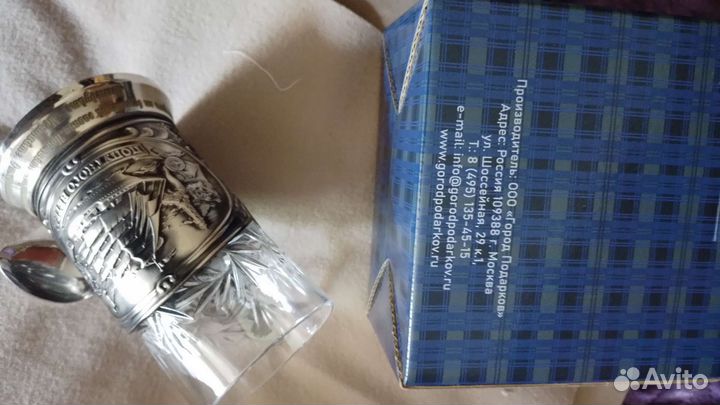 Производитель: ООО «Город Подарков»
Адрес: Россия 109388 г. Москва
ул. Шоссейная, 29 к.1,
Т.: 8 (495) 135-45-15
e-mail: info@gorodpodarkov.ru
www.gorodpodarkov.ru
Avito